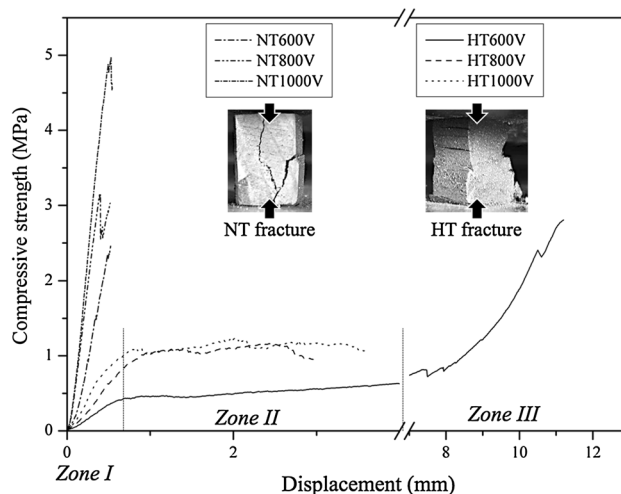 NT600V
NT800V
NT1000V
HT600V
HT800V
HT1000V
NT fracture
HT fracture
Compressive strength (MPa)
5
4
3
2
1
0
Zone I
Zone II
Zone III
0
2
8
10
12
Displacement (mm)